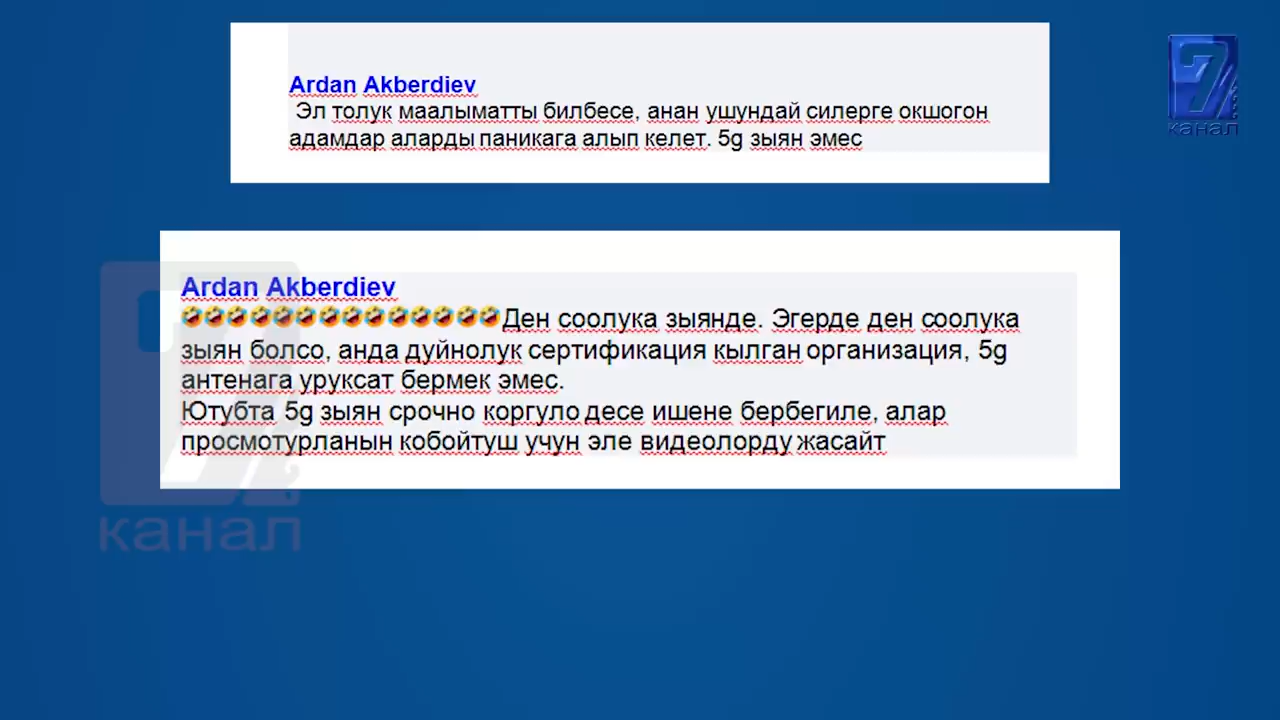 Ardan Akberdiev
Эл толук маалыматты билбесе, анан ушундай силерге окшогон
адамдар аларды паникага алып келет. 5g зыян эмес
7
канал
Ardan Akberdiev
🤣🤣🤣🤣🤣🤣🤣🤣🤣🤣🤣🤣🤣🤣Ден соолука зыянде. Эгерде ден соолука
зыян болсо, анда дуйнолук сертификация кылган организация, 5g
антенага уруксат бермек эмес.
Ютубта 5g зыян срочно коргуло десе ишене бербегиле, алар
просмотурланын кобойтуш учун эле видеолорду жасайт
7
канал